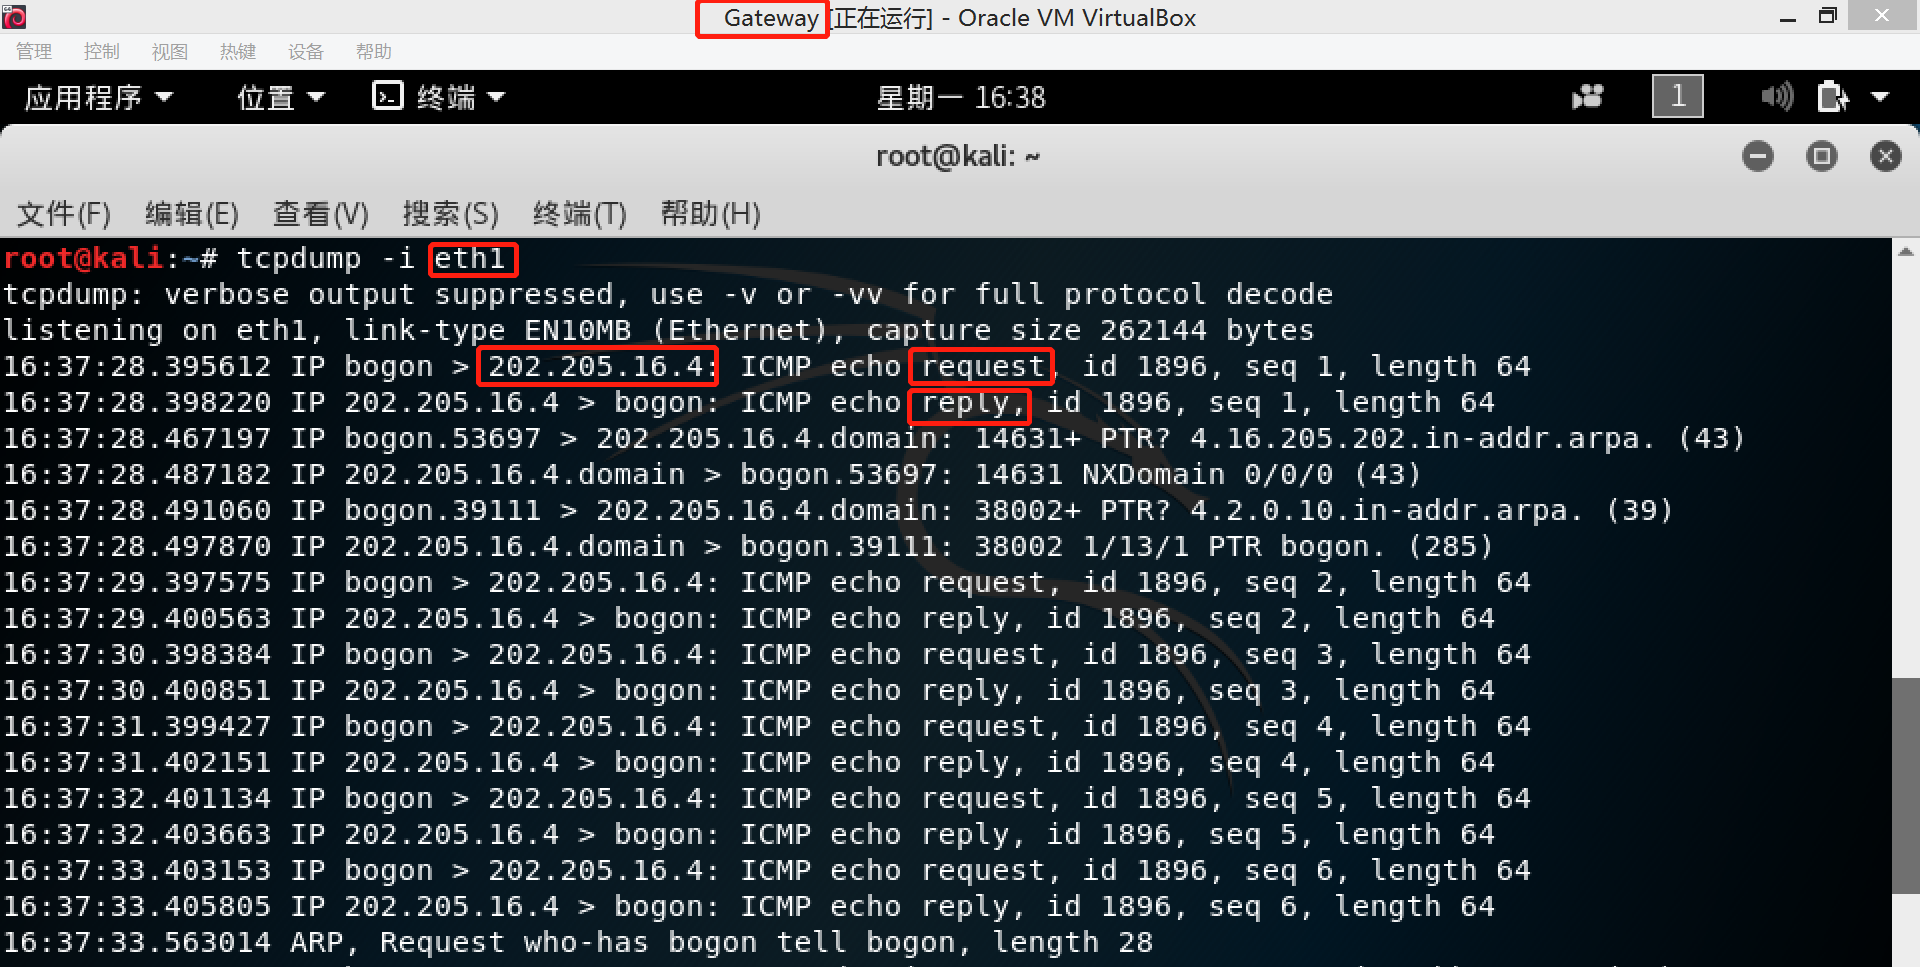 Gateway [正在运行] - Oracle VM VirtualBox
管理 控制 视图 热键 设备 帮助
应用程序 位置 终端 星期一 16:38 1
root@kali: ~
文件(F) 编辑(E) 查看(V) 搜索(S) 终端(T) 帮助(H)
root@kali:~# tcpdump -i eth1
tcpdump: verbose output suppressed, use -v or -vv for full protocol decode
listening on eth1, link-type EN10MB (Ethernet), capture size 262144 bytes
16:37:28.395612 IP bogon > 202.205.16.4: ICMP echo request, id 1896, seq 1, length 64
16:37:28.398220 IP 202.205.16.4 > bogon: ICMP echo reply, id 1896, seq 1, length 64
16:37:28.467197 IP bogon.53697 > 202.205.16.4.domain: 14631+ PTR? 4.16.205.202.in-addr.arpa. (43)
16:37:28.487182 IP 202.205.16.4.domain > bogon.53697: 14631 NXDomain 0/0/0 (43)
16:37:28.491060 IP bogon.39111 > 202.205.16.4.domain: 38002+ PTR? 4.2.0.10.in-addr.arpa. (39)
16:37:28.497870 IP 202.205.16.4.domain > bogon.39111: 38002 1/13/1 PTR bogon. (285)
16:37:29.397575 IP bogon > 202.205.16.4: ICMP echo request, id 1896, seq 2, length 64
16:37:29.400563 IP 202.205.16.4 > bogon: ICMP echo reply, id 1896, seq 2, length 64
16:37:30.398384 IP bogon > 202.205.16.4: ICMP echo request, id 1896, seq 3, length 64
16:37:30.400851 IP 202.205.16.4 > bogon: ICMP echo reply, id 1896, seq 3, length 64
16:37:31.399427 IP bogon > 202.205.16.4: ICMP echo request, id 1896, seq 4, length 64
16:37:31.402151 IP 202.205.16.4 > bogon: ICMP echo reply, id 1896, seq 4, length 64
16:37:32.401134 IP bogon > 202.205.16.4: ICMP echo request, id 1896, seq 5, length 64
16:37:32.403663 IP 202.205.16.4 > bogon: ICMP echo reply, id 1896, seq 5, length 64
16:37:33.403153 IP bogon > 202.205.16.4: ICMP echo request, id 1896, seq 6, length 64
16:37:33.405805 IP 202.205.16.4 > bogon: ICMP echo reply, id 1896, seq 6, length 64
16:37:33.563014 ARP, Request who-has bogon tell bogon, length 28